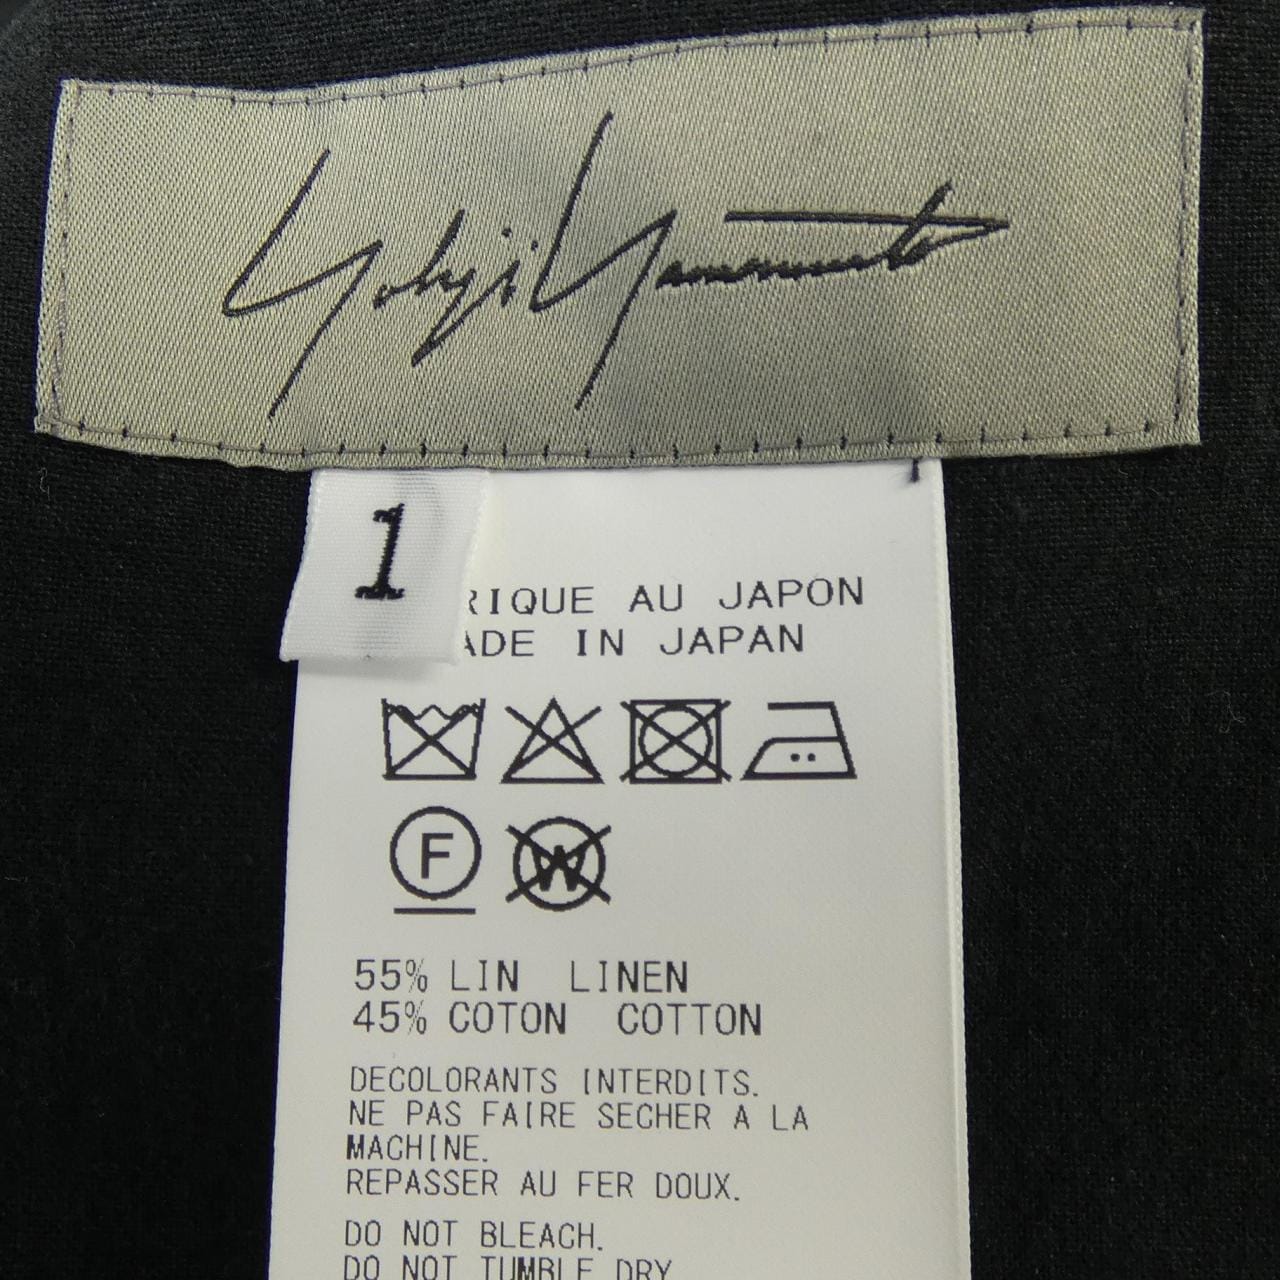 Yohji Yamamoto
1
RIQUE AU JAPON
ADE IN JAPAN
F
W
55% LIN LINEN
45% COTON COTTON
DECOLORANTS INTERDITS.
NE PAS FAIRE SECHER A LA
MACHINE.
REPASSER AU FER DOUX.
DO NOT BLEACH.
DO NOT TUMBLE DRY